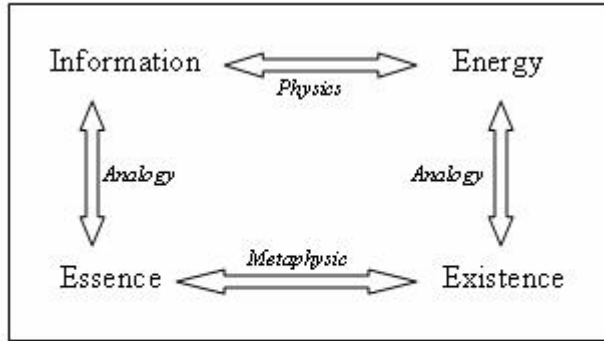 Information
Energy
Physics
Analogy
Analogy
Metaphysic
Essence
Existence